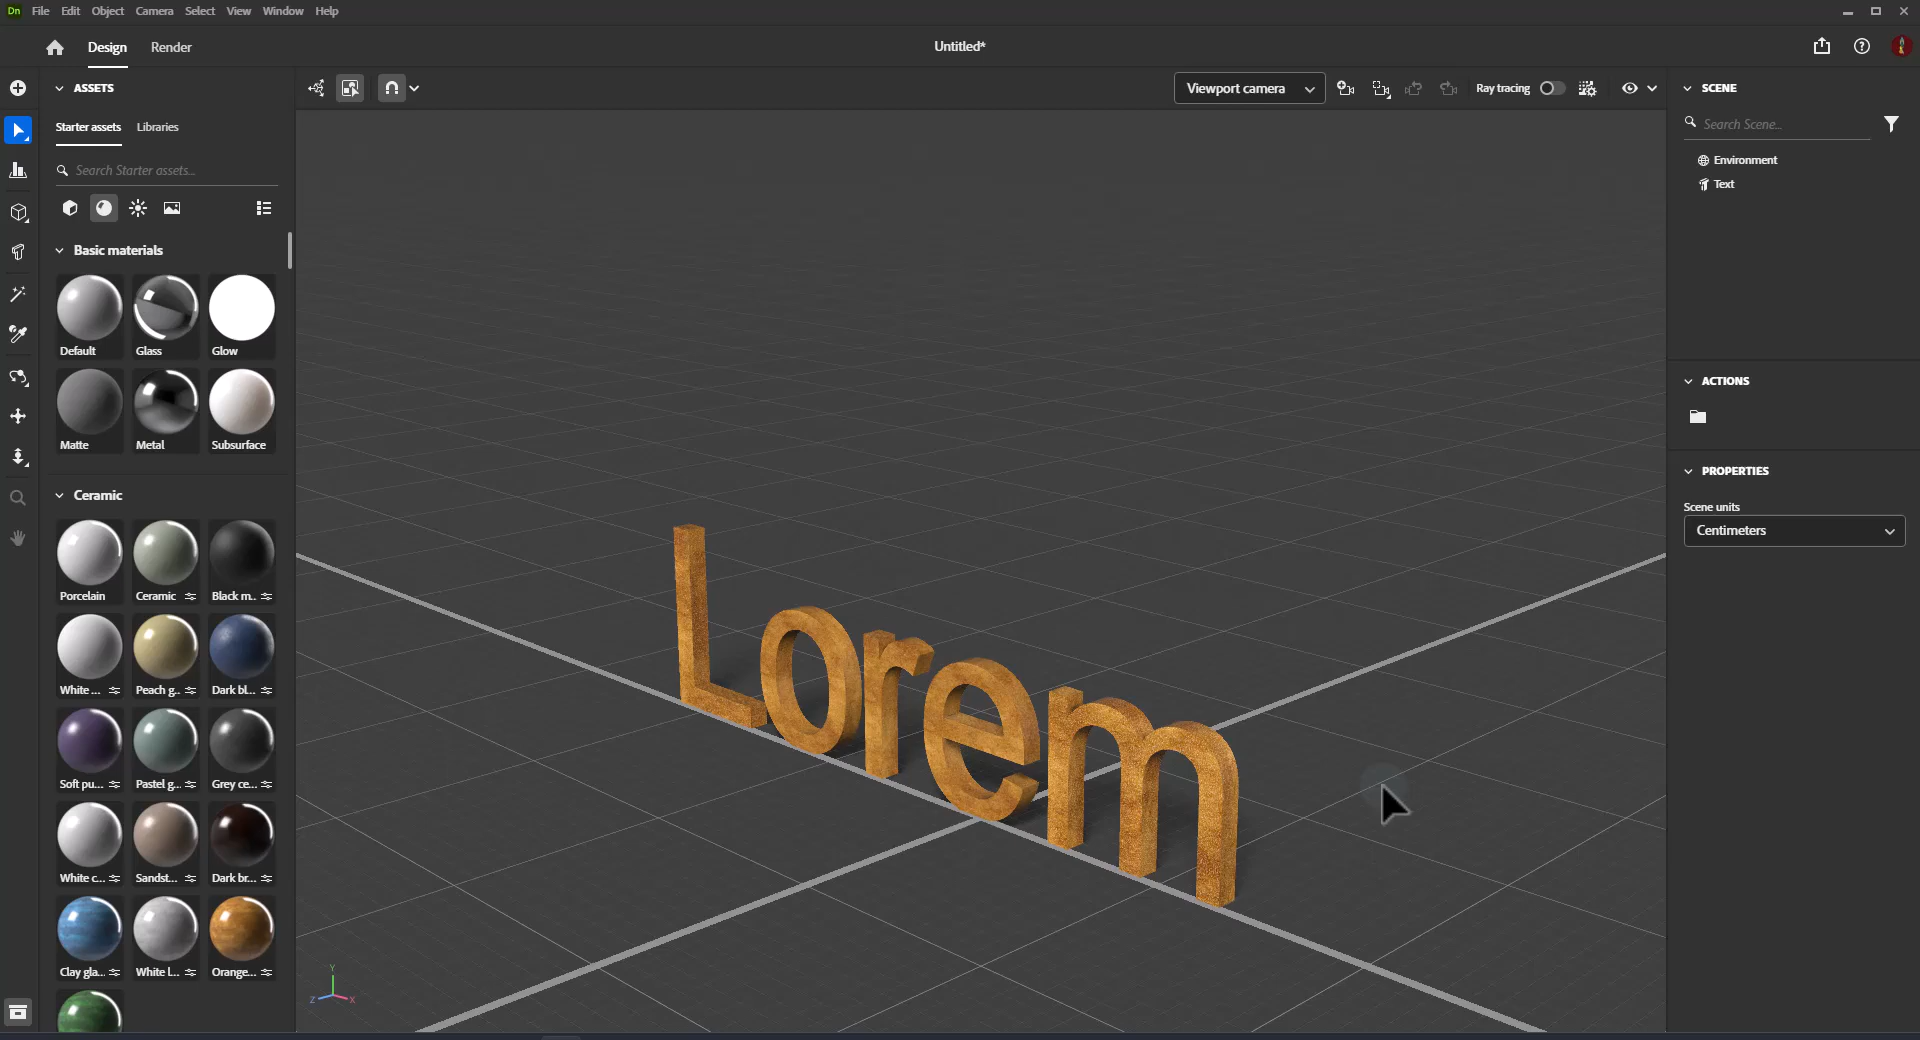 Dn File Edit Object Camera Select View Window Help
Design Render Untitled*
ASSETS
Starter assets Libraries
Search Starter assets...
Basic materials
Default Glass Glow
Matte Metal Subsurface
Ceramic
Porcelain Ceramic Black m..
White ... Peach g.. Dark bl...
Soft pu... Pastel g... Grey ce...
White c... Sandst... Dark br...
Clay gla... White l... Orange...
Viewport camera Ray tracing
Lorem
Y
Z X
SCENE
Search Scene...
Environment
Text
ACTIONS
PROPERTIES
Scene units
Centimeters